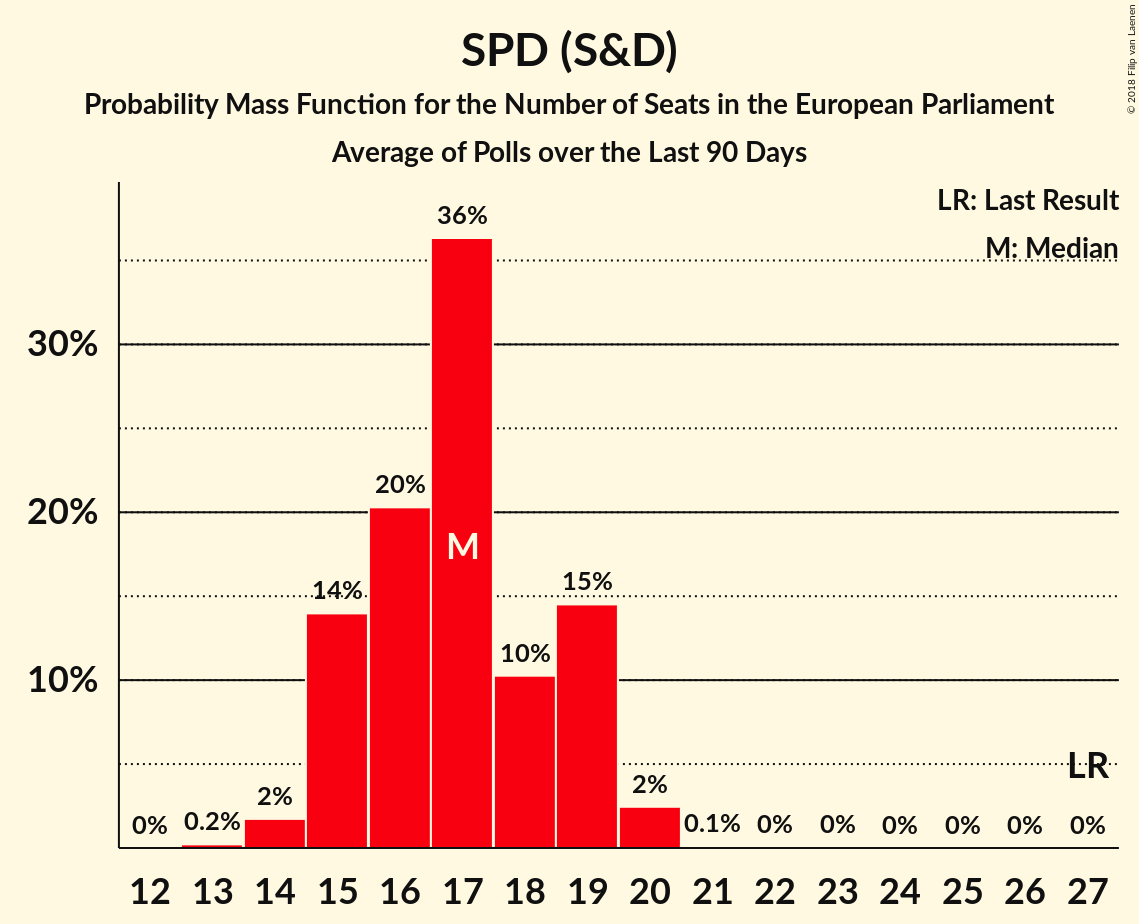 SPD (S&D)
Probability Mass Function for the Number of Seats in the European Parliament
Average of Polls over the Last 90 Days
© 2018 Filip van Laenen
LR: Last Result
M: Median
30%
20%
10%
0%
0.2%
2%
14%
20%
36%
M
10%
15%
2%
0.1%
0%
0%
0%
0%
0%
0%
LR
12 13 14 15 16 17 18 19 20 21 22 23 24 25 26 27